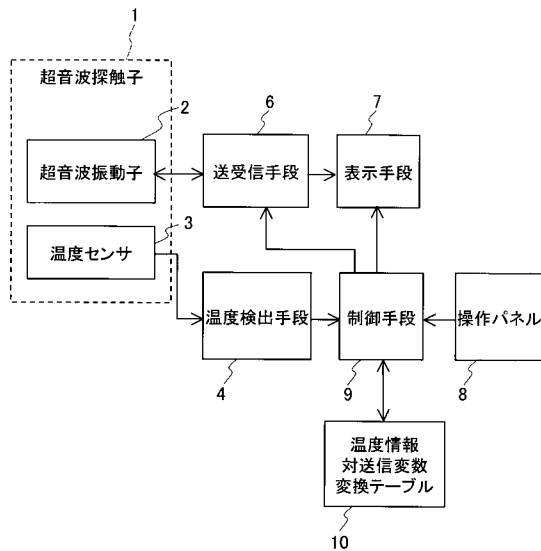 1
超音波探触子
2
超音波振動子
3
温度センサ
6
送受信手段
7
表示手段
温度検出手段
4
制御手段
9
操作パネル
8
温度情報
対送信変数
変換テーブル
10